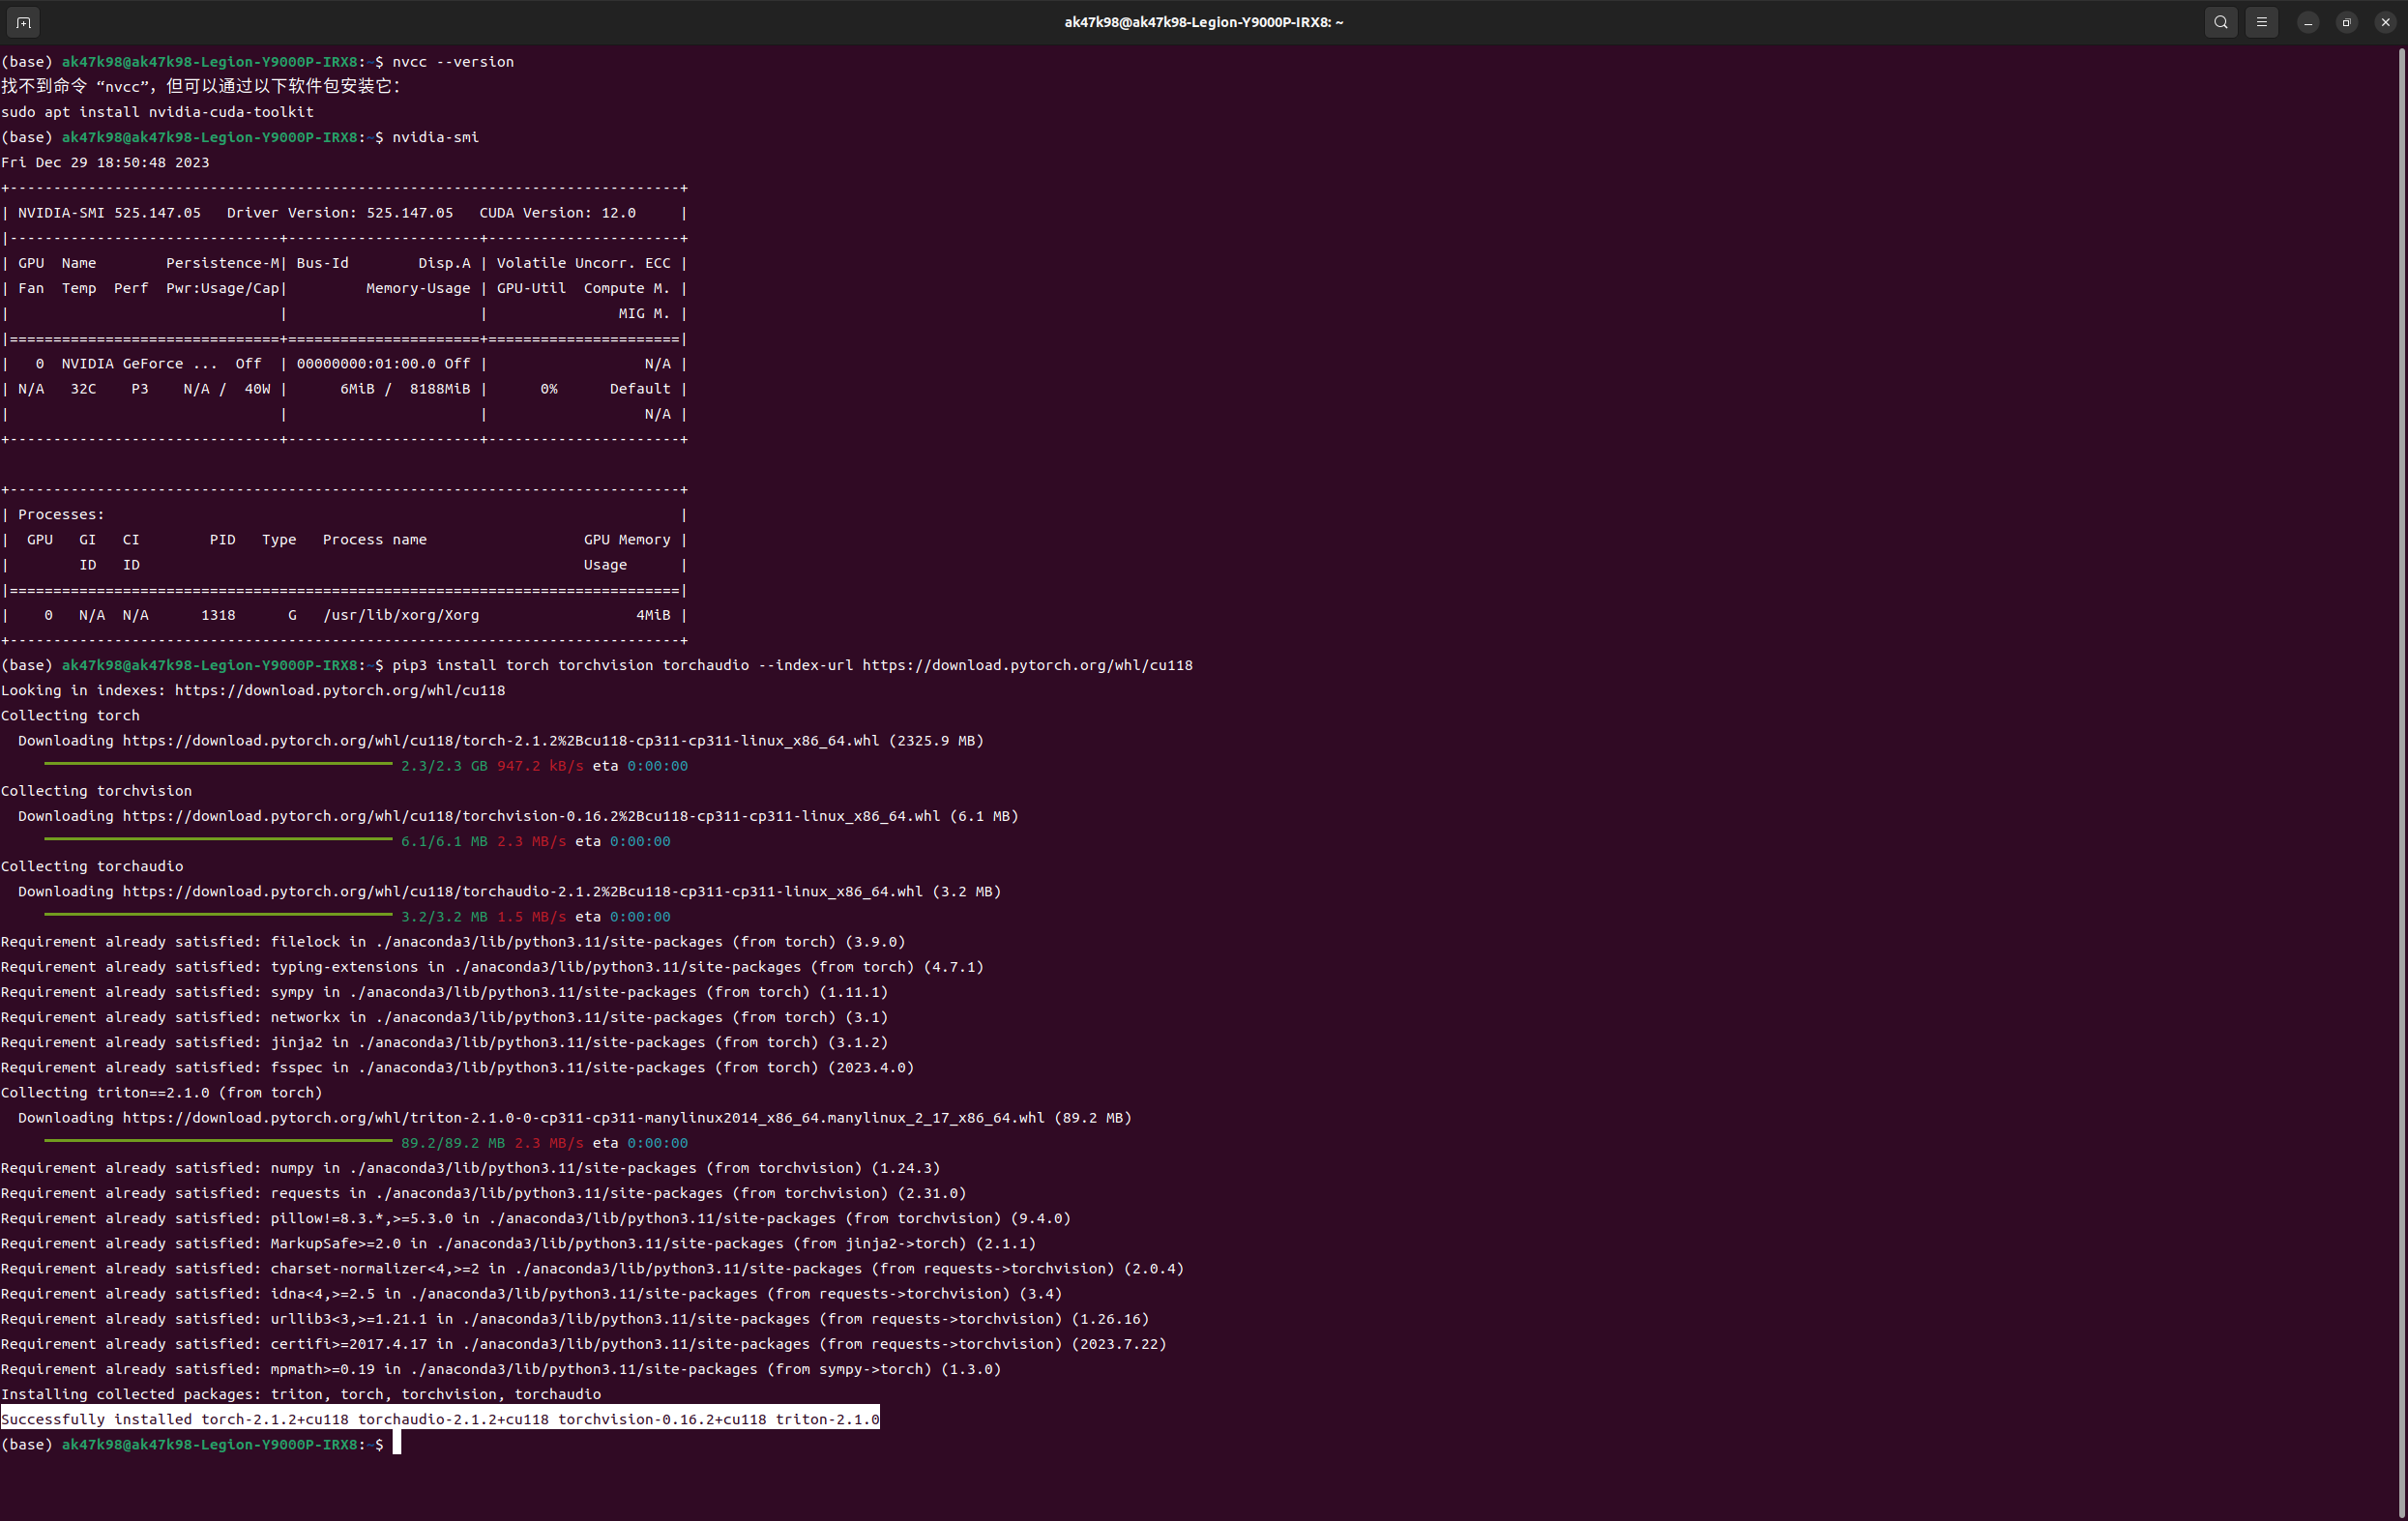 ak47k98@ak47k98-Legion-Y9000P-IRX8: ~
(base) ak47k98@ak47k98-Legion-Y9000P-IRX8:~$ nvcc --version
找不到命令 “nvcc”，但可以通过以下软件包安装它：
sudo apt install nvidia-cuda-toolkit
(base) ak47k98@ak47k98-Legion-Y9000P-IRX8:~$ nvidia-smi
Fri Dec 29 18:50:48 2023
+-----------------------------------------------------------------------------+
| NVIDIA-SMI 525.147.05   Driver Version: 525.147.05   CUDA Version: 12.0     |
|-------------------------------+----------------------+----------------------+
| GPU  Name        Persistence-M| Bus-Id        Disp.A | Volatile Uncorr. ECC |
| Fan  Temp  Perf  Pwr:Usage/Cap|         Memory-Usage | GPU-Util  Compute M. |
|                               |                      |               MIG M. |
|===============================+======================+======================|
|   0  NVIDIA GeForce ...  Off  | 00000000:01:00.0 Off |                  N/A |
| N/A   32C    P3    N/A /  40W |      6MiB /  8188MiB |      0%      Default |
|                               |                      |                  N/A |
+-------------------------------+----------------------+----------------------+
+-----------------------------------------------------------------------------+
| Processes:                                                                  |
|  GPU   GI   CI        PID   Type   Process name                  GPU Memory |
|        ID   ID                                                   Usage      |
|=============================================================================|
|    0   N/A  N/A      1318      G   /usr/lib/xorg/Xorg                  4MiB |
+-----------------------------------------------------------------------------+
(base) ak47k98@ak47k98-Legion-Y9000P-IRX8:~$ pip3 install torch torchvision torchaudio --index-url https://download.pytorch.org/whl/cu118
Looking in indexes: https://download.pytorch.org/whl/cu118
Collecting torch
  Downloading https://download.pytorch.org/whl/cu118/torch-2.1.2%2Bcu118-cp311-cp311-linux_x86_64.whl (2325.9 MB)
2.3/2.3 GB 947.2 kB/s eta 0:00:00
Collecting torchvision
  Downloading https://download.pytorch.org/whl/cu118/torchvision-0.16.2%2Bcu118-cp311-cp311-linux_x86_64.whl (6.1 MB)
6.1/6.1 MB 2.3 MB/s eta 0:00:00
Collecting torchaudio
  Downloading https://download.pytorch.org/whl/cu118/torchaudio-2.1.2%2Bcu118-cp311-cp311-linux_x86_64.whl (3.2 MB)
3.2/3.2 MB 1.5 MB/s eta 0:00:00
Requirement already satisfied: filelock in ./anaconda3/lib/python3.11/site-packages (from torch) (3.9.0)
Requirement already satisfied: typing-extensions in ./anaconda3/lib/python3.11/site-packages (from torch) (4.7.1)
Requirement already satisfied: sympy in ./anaconda3/lib/python3.11/site-packages (from torch) (1.11.1)
Requirement already satisfied: networkx in ./anaconda3/lib/python3.11/site-packages (from torch) (3.1)
Requirement already satisfied: jinja2 in ./anaconda3/lib/python3.11/site-packages (from torch) (3.1.2)
Requirement already satisfied: fsspec in ./anaconda3/lib/python3.11/site-packages (from torch) (2023.4.0)
Collecting triton==2.1.0 (from torch)
  Downloading https://download.pytorch.org/whl/triton-2.1.0-0-cp311-cp311-manylinux2014_x86_64.manylinux_2_17_x86_64.whl (89.2 MB)
89.2/89.2 MB 2.3 MB/s eta 0:00:00
Requirement already satisfied: numpy in ./anaconda3/lib/python3.11/site-packages (from torchvision) (1.24.3)
Requirement already satisfied: requests in ./anaconda3/lib/python3.11/site-packages (from torchvision) (2.31.0)
Requirement already satisfied: pillow!=8.3.*,>=5.3.0 in ./anaconda3/lib/python3.11/site-packages (from torchvision) (9.4.0)
Requirement already satisfied: MarkupSafe>=2.0 in ./anaconda3/lib/python3.11/site-packages (from jinja2->torch) (2.1.1)
Requirement already satisfied: charset-normalizer<4,>=2 in ./anaconda3/lib/python3.11/site-packages (from requests->torchvision) (2.0.4)
Requirement already satisfied: idna<4,>=2.5 in ./anaconda3/lib/python3.11/site-packages (from requests->torchvision) (3.4)
Requirement already satisfied: urllib3<3,>=1.21.1 in ./anaconda3/lib/python3.11/site-packages (from requests->torchvision) (1.26.16)
Requirement already satisfied: certifi>=2017.4.17 in ./anaconda3/lib/python3.11/site-packages (from requests->torchvision) (2023.7.22)
Requirement already satisfied: mpmath>=0.19 in ./anaconda3/lib/python3.11/site-packages (from sympy->torch) (1.3.0)
Installing collected packages: triton, torch, torchvision, torchaudio
Successfully installed torch-2.1.2+cu118 torchaudio-2.1.2+cu118 torchvision-0.16.2+cu118 triton-2.1.0
(base) ak47k98@ak47k98-Legion-Y9000P-IRX8:~$